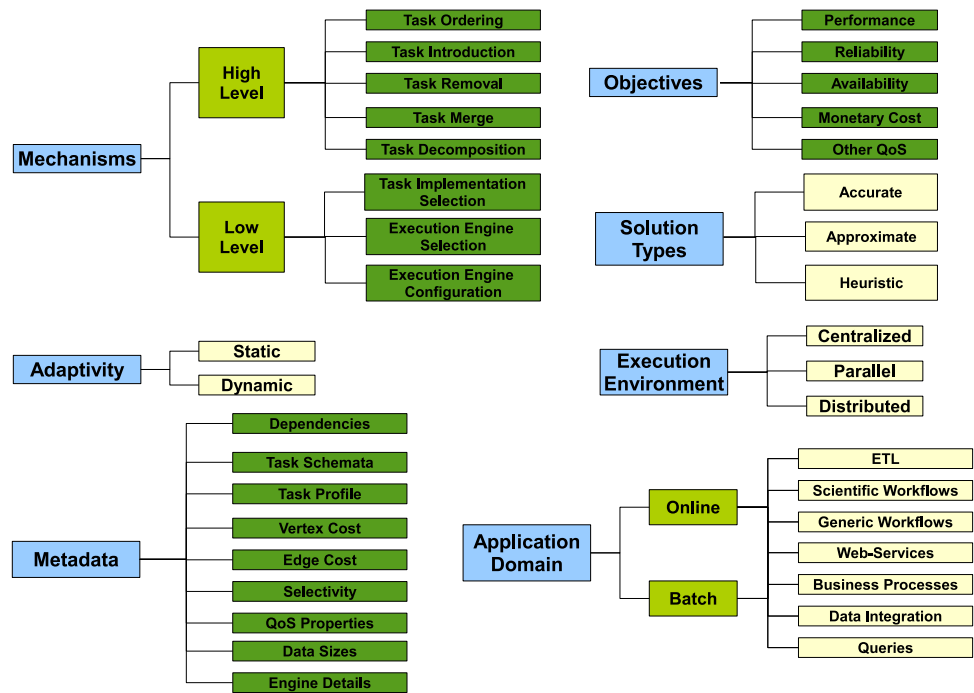 Mechanisms
High
Level
Task Ordering
Task Introduction
Task Removal
Task Merge
Task Decomposition
Low
Level
Task Implementation
Selection
Execution Engine
Selection
Execution Engine
Configuration
Objectives
Performance
Reliability
Availability
Monetary Cost
Other QoS
Solution
Types
Accurate
Approximate
Heuristic
Adaptivity
Static
Dynamic
Execution
Environment
Centralized
Parallel
Distributed
Metadata
Dependencies
Task Schemata
Task Profile
Vertex Cost
Edge Cost
Selectivity
QoS Properties
Data Sizes
Engine Details
Application
Domain
Online
Batch
ETL
Scientific Workflows
Generic Workflows
Web-Services
Business Processes
Data Integration
Queries